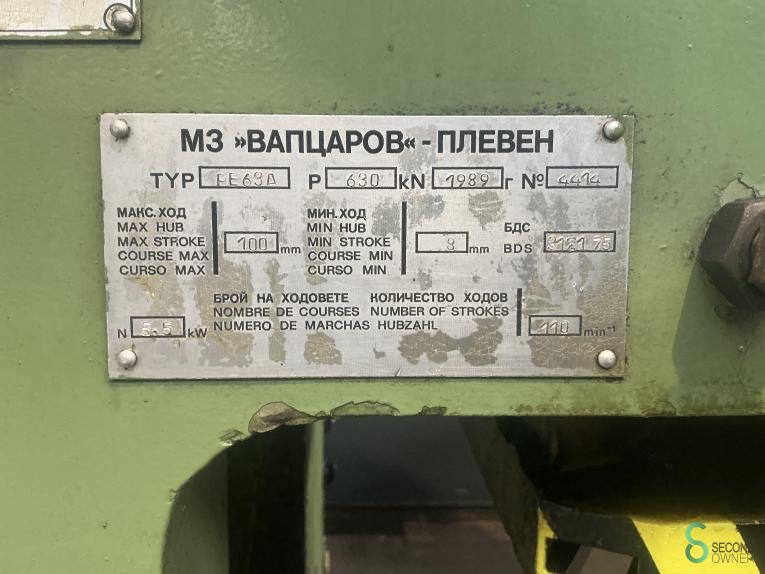 МЗ »ВАПЦАРОВ«-ПЛЕВЕН
TYP PE63A P 630 kN 1989 г № 4414
МАКС. ХОД
MAX HUB
MAX STROKE
COURSE MAX
CURSO MAX
100 mm
МИН. ХОД
MIN HUB
MIN STROKE
COURSE MIN
CURSO MIN
8 mm
БДС
BDS 3121 75
N 5.5 kW
БРОЙ НА ХОДОВЕТЕ КОЛИЧЕСТВО ХОДОВ
NOMBRE DE COURSES NUMBER OF STROKES
NUMERO DE MARCHAS HUBZAHL
110 min⁻¹
SECOND
OWNER